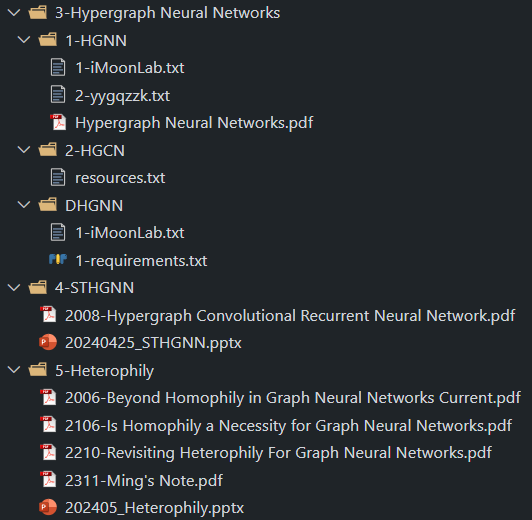 3-Hypergraph Neural Networks
1-HGNN
1-iMoonLab.txt
2-yygqzzk.txt
Hypergraph Neural Networks.pdf
2-HGCN
resources.txt
DHGNN
1-iMoonLab.txt
1-requirements.txt
4-STHGNN
2008-Hypergraph Convolutional Recurrent Neural Network.pdf
20240425_STHGNN.pptx
5-Heterophily
2006-Beyond Homophily in Graph Neural Networks Current.pdf
2106-Is Homophily a Necessity for Graph Neural Networks.pdf
2210-Revisiting Heterophily For Graph Neural Networks.pdf
2311-Ming's Note.pdf
202405_Heterophily.pptx